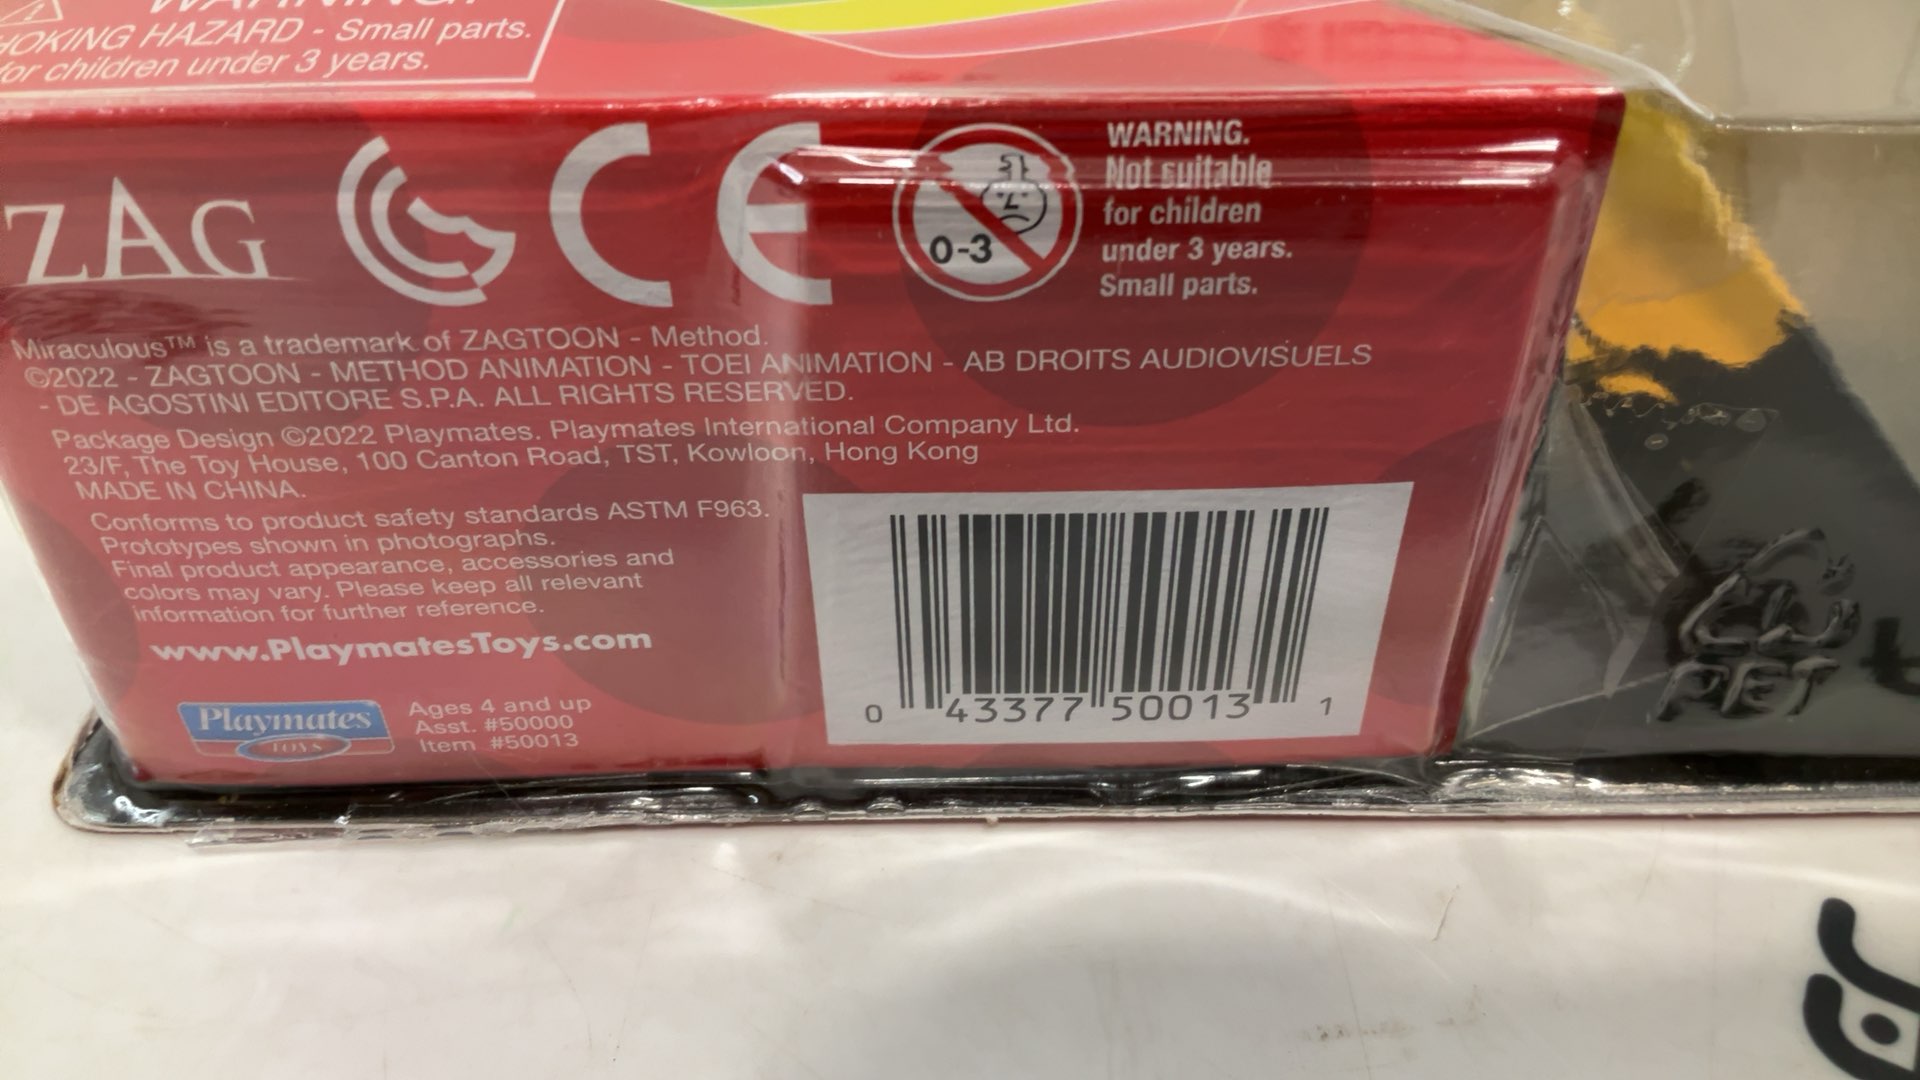 WARNING:
CHOKING HAZARD - Small parts.
for children under 3 years.
ZAG
CE
0-3
WARNING.
Not suitable
for children
under 3 years.
Small parts.
Miraculous™ is a trademark of ZAGTOON - Method.
©2022 - ZAGTOON - METHOD ANIMATION - TOEI ANIMATION - AB DROITS AUDIOVISUELS
- DE AGOSTINI EDITORE S.P.A. ALL RIGHTS RESERVED.
Package Design ©2022 Playmates. Playmates International Company Ltd.
23/F, The Toy House, 100 Canton Road, TST, Kowloon, Hong Kong
MADE IN CHINA.
Conforms to product safety standards ASTM F963.
Prototypes shown in photographs.
Final product appearance, accessories and
colors may vary. Please keep all relevant
information for further reference.
www.PlaymatesToys.com
Playmates
TOYS
Ages 4 and up
Asst. #50000
Item #50013
0 43377 50013 1
PET